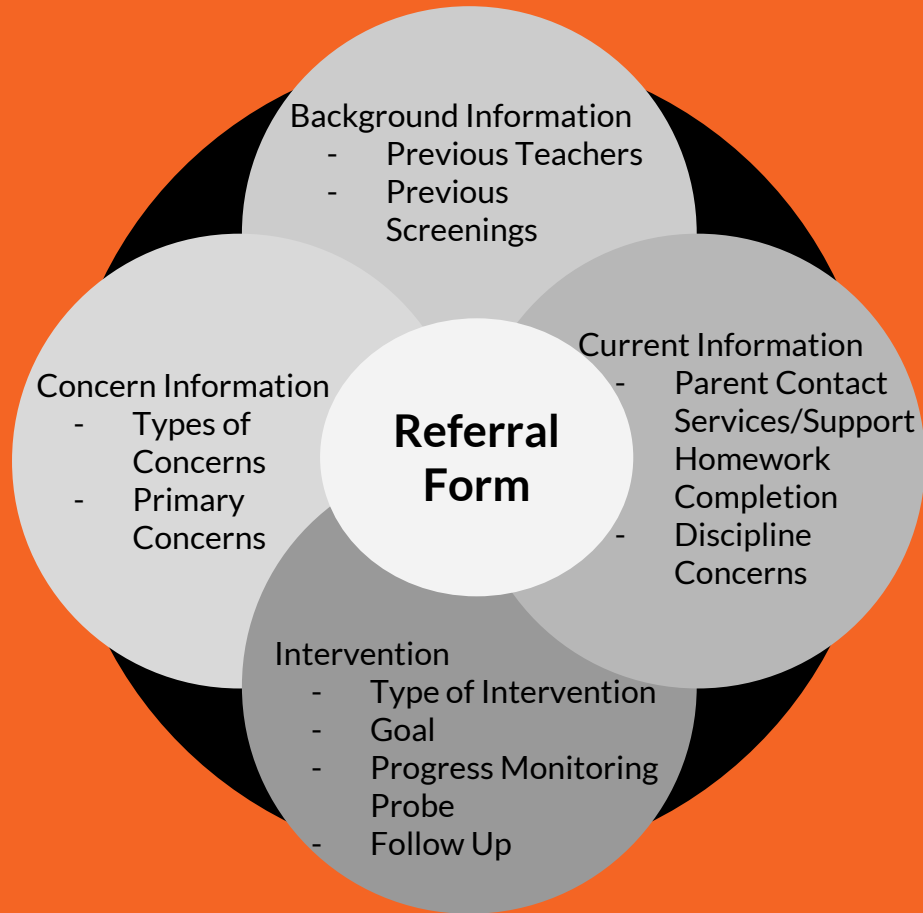 Background Information
- Previous Teachers
- Previous
Screenings
Concern Information
- Types of
Concerns
- Primary
Concerns
Referral
Form
Current Information
- Parent Contact
Services/Support
Homework
Completion
- Discipline
Concerns
Intervention
- Type of Intervention
- Goal
- Progress Monitoring
Probe
- Follow Up